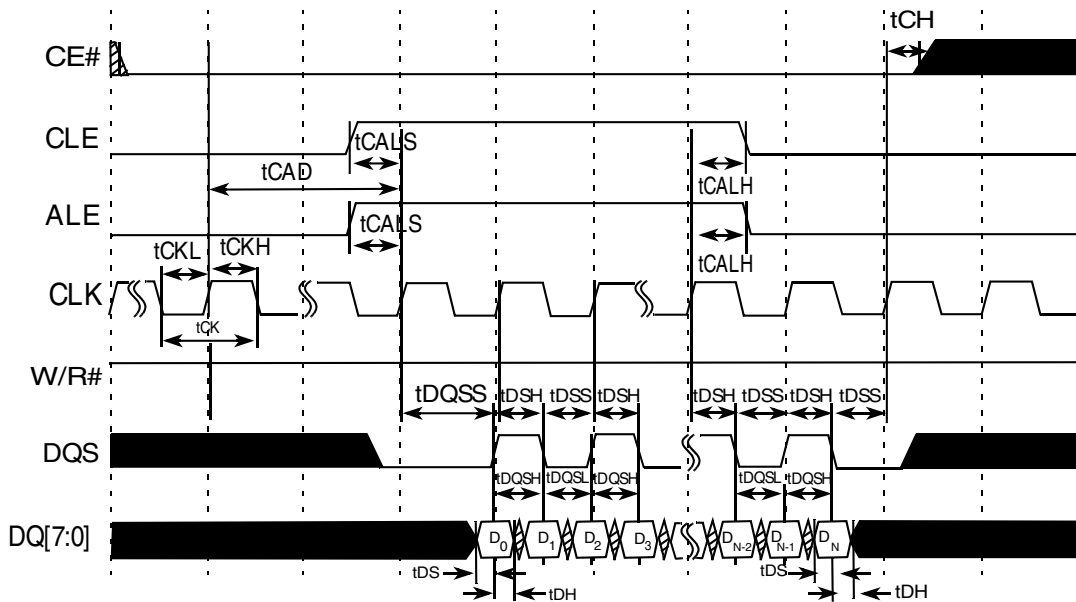 tCH
CE#
CLE
tCALS
tCAD
tCALH
ALE
tCALS
tCKL
tCKH
tCALH
CLK
tCK
W/R#
tDQSS
tDSH
tDSS
tDSH
tDSH
tDSS
tDSH
tDSS
DQS
tDQSH
tDQSL
tDQSH
tDQSL
tDQSH
DQ[7:0]
D0
D1
D2
D3
DN-2
DN-1
DN
tDS
tDH
tDS
tDH